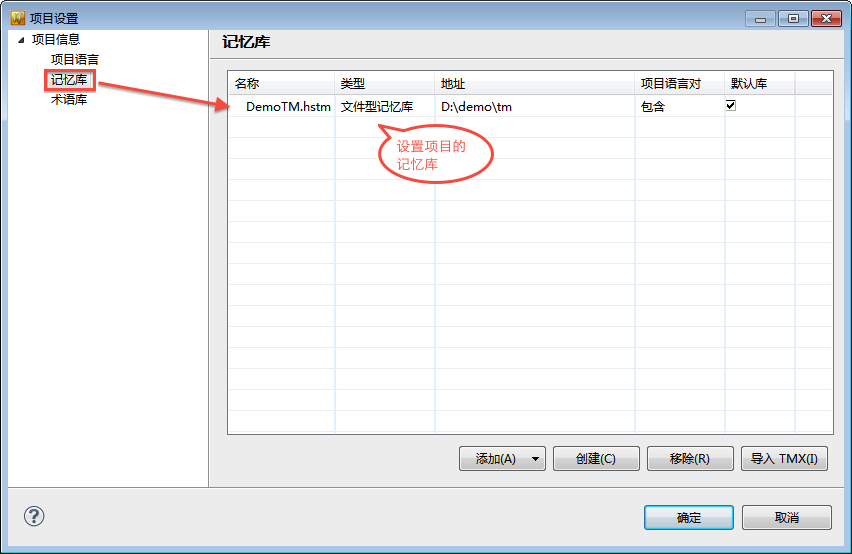 项目设置
项目信息
项目语言
记忆库
术语库
记忆库
名称 类型 地址 项目语言对 默认库
DemoTM.hstm 文件型记忆库 D:\demo\tm 包含
设置项目的
记忆库
添加(A) 创建(C) 移除(R) 导入 TMX(I)
? 确定 取消